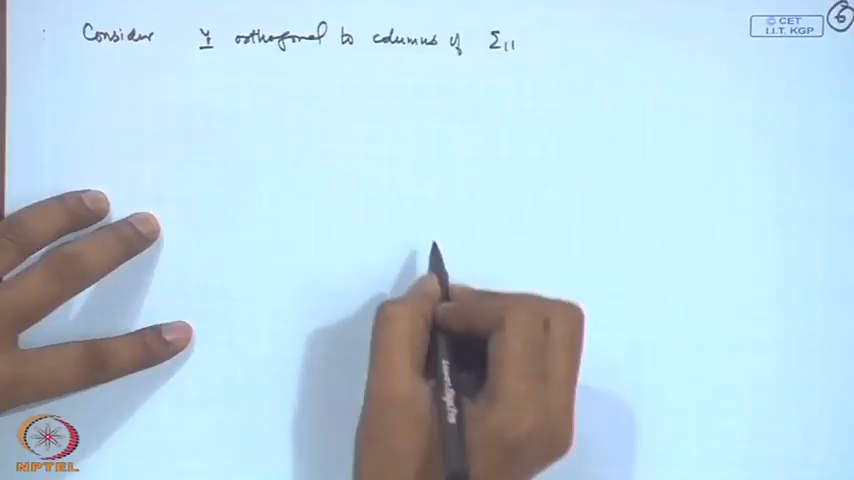 Consider γ orthogonal to columns of Σ11
© CET
I.I.T. KGP
6
NPTEL